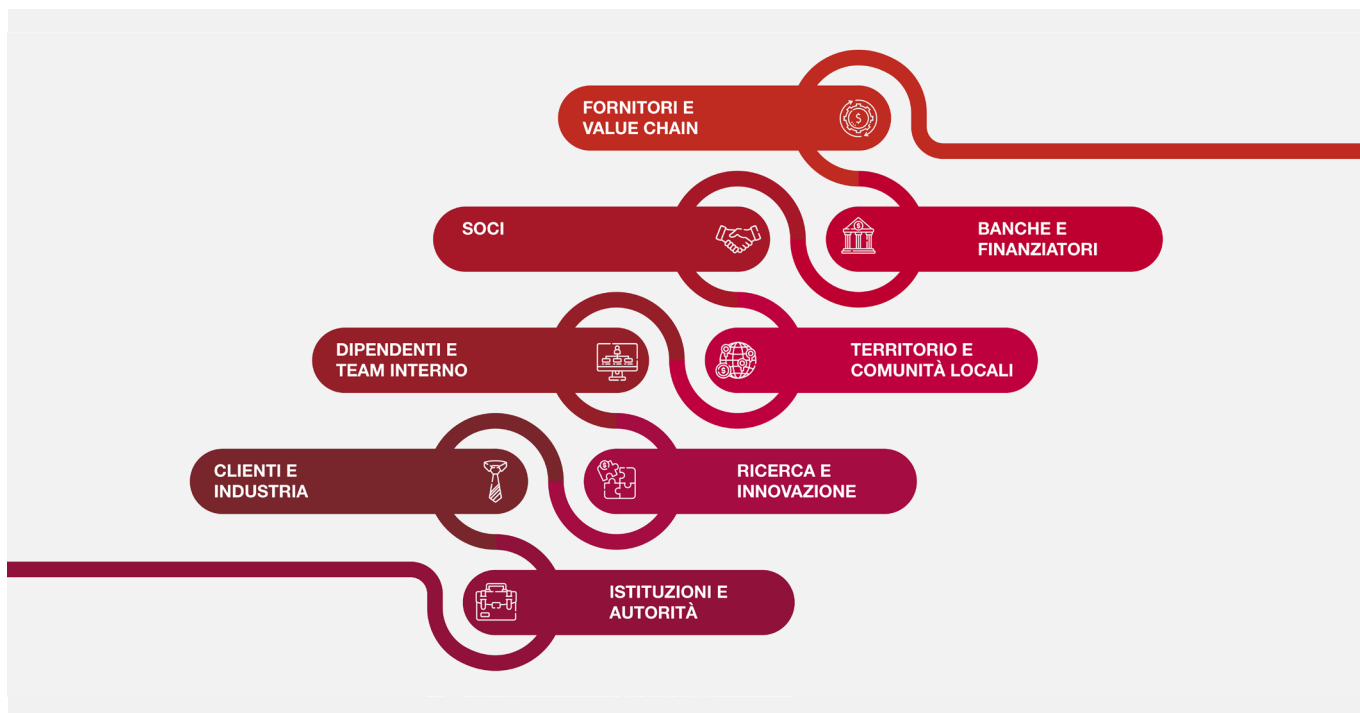 FORNITORI E
VALUE CHAIN
SOCI
BANCHE E
FINANZIATORI
DIPENDENTI E
TEAM INTERNO
TERRITORIO E
COMUNITÀ LOCALI
CLIENTI E
INDUSTRIA
RICERCA E
INNOVAZIONE
ISTITUZIONI E
AUTORITÀ